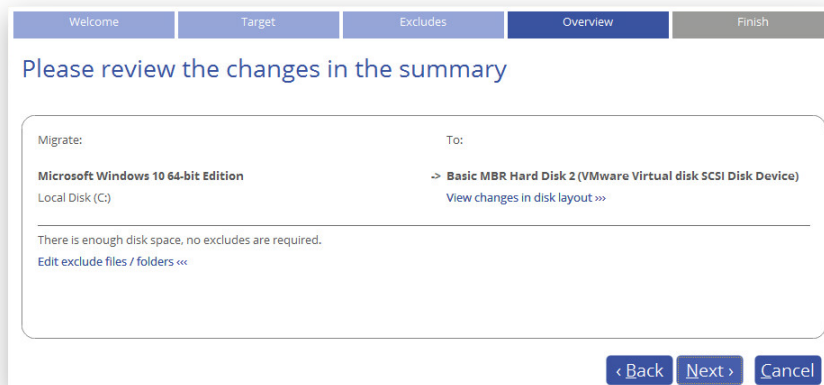 Welcome
Target
Excludes
Overview
Finish
Please review the changes in the summary
Migrate:
To:
Microsoft Windows 10 64-bit Edition
-> Basic MBR Hard Disk 2 (VMware Virtual disk SCSI Disk Device)
Local Disk (C:)
View changes in disk layout »»
There is enough disk space, no excludes are required.
Edit exclude files / folders ««
‹ Back
Next ›
Cancel